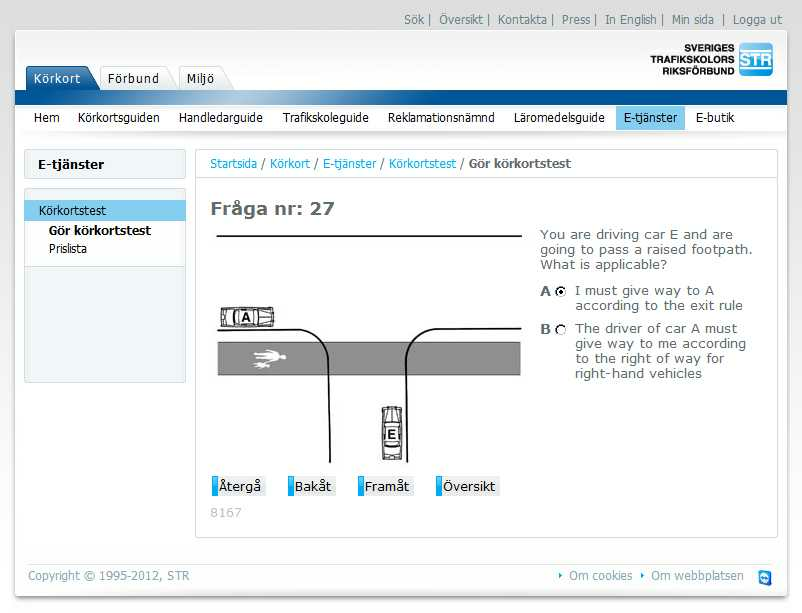 Sök | Översikt | Kontakta | Press | In English | Min sida | Logga ut
SVERIGES
TRAFIKSKOLORS
RIKSFÖRBUND
STR
Körkort Förbund Miljö
Hem Körkortsguiden Handledarguide Trafikskoleguide Reklamationsnämnd Läromedelsguide E-tjänster E-butik
E-tjänster
Körkortstest
Gör körkortstest
Prislista
Startsida / Körkort / E-tjänster / Körkortstest / Gör körkortstest
Fråga nr: 27
A
E
You are driving car E and are
going to pass a raised footpath.
What is applicable?
A I must give way to A
according to the exit rule
B The driver of car A must
give way to me according
to the right of way for
right-hand vehicles
Återgå Bakåt Framåt Översikt
8167
Copyright © 1995-2012, STR
Om cookies Om webbplatsen